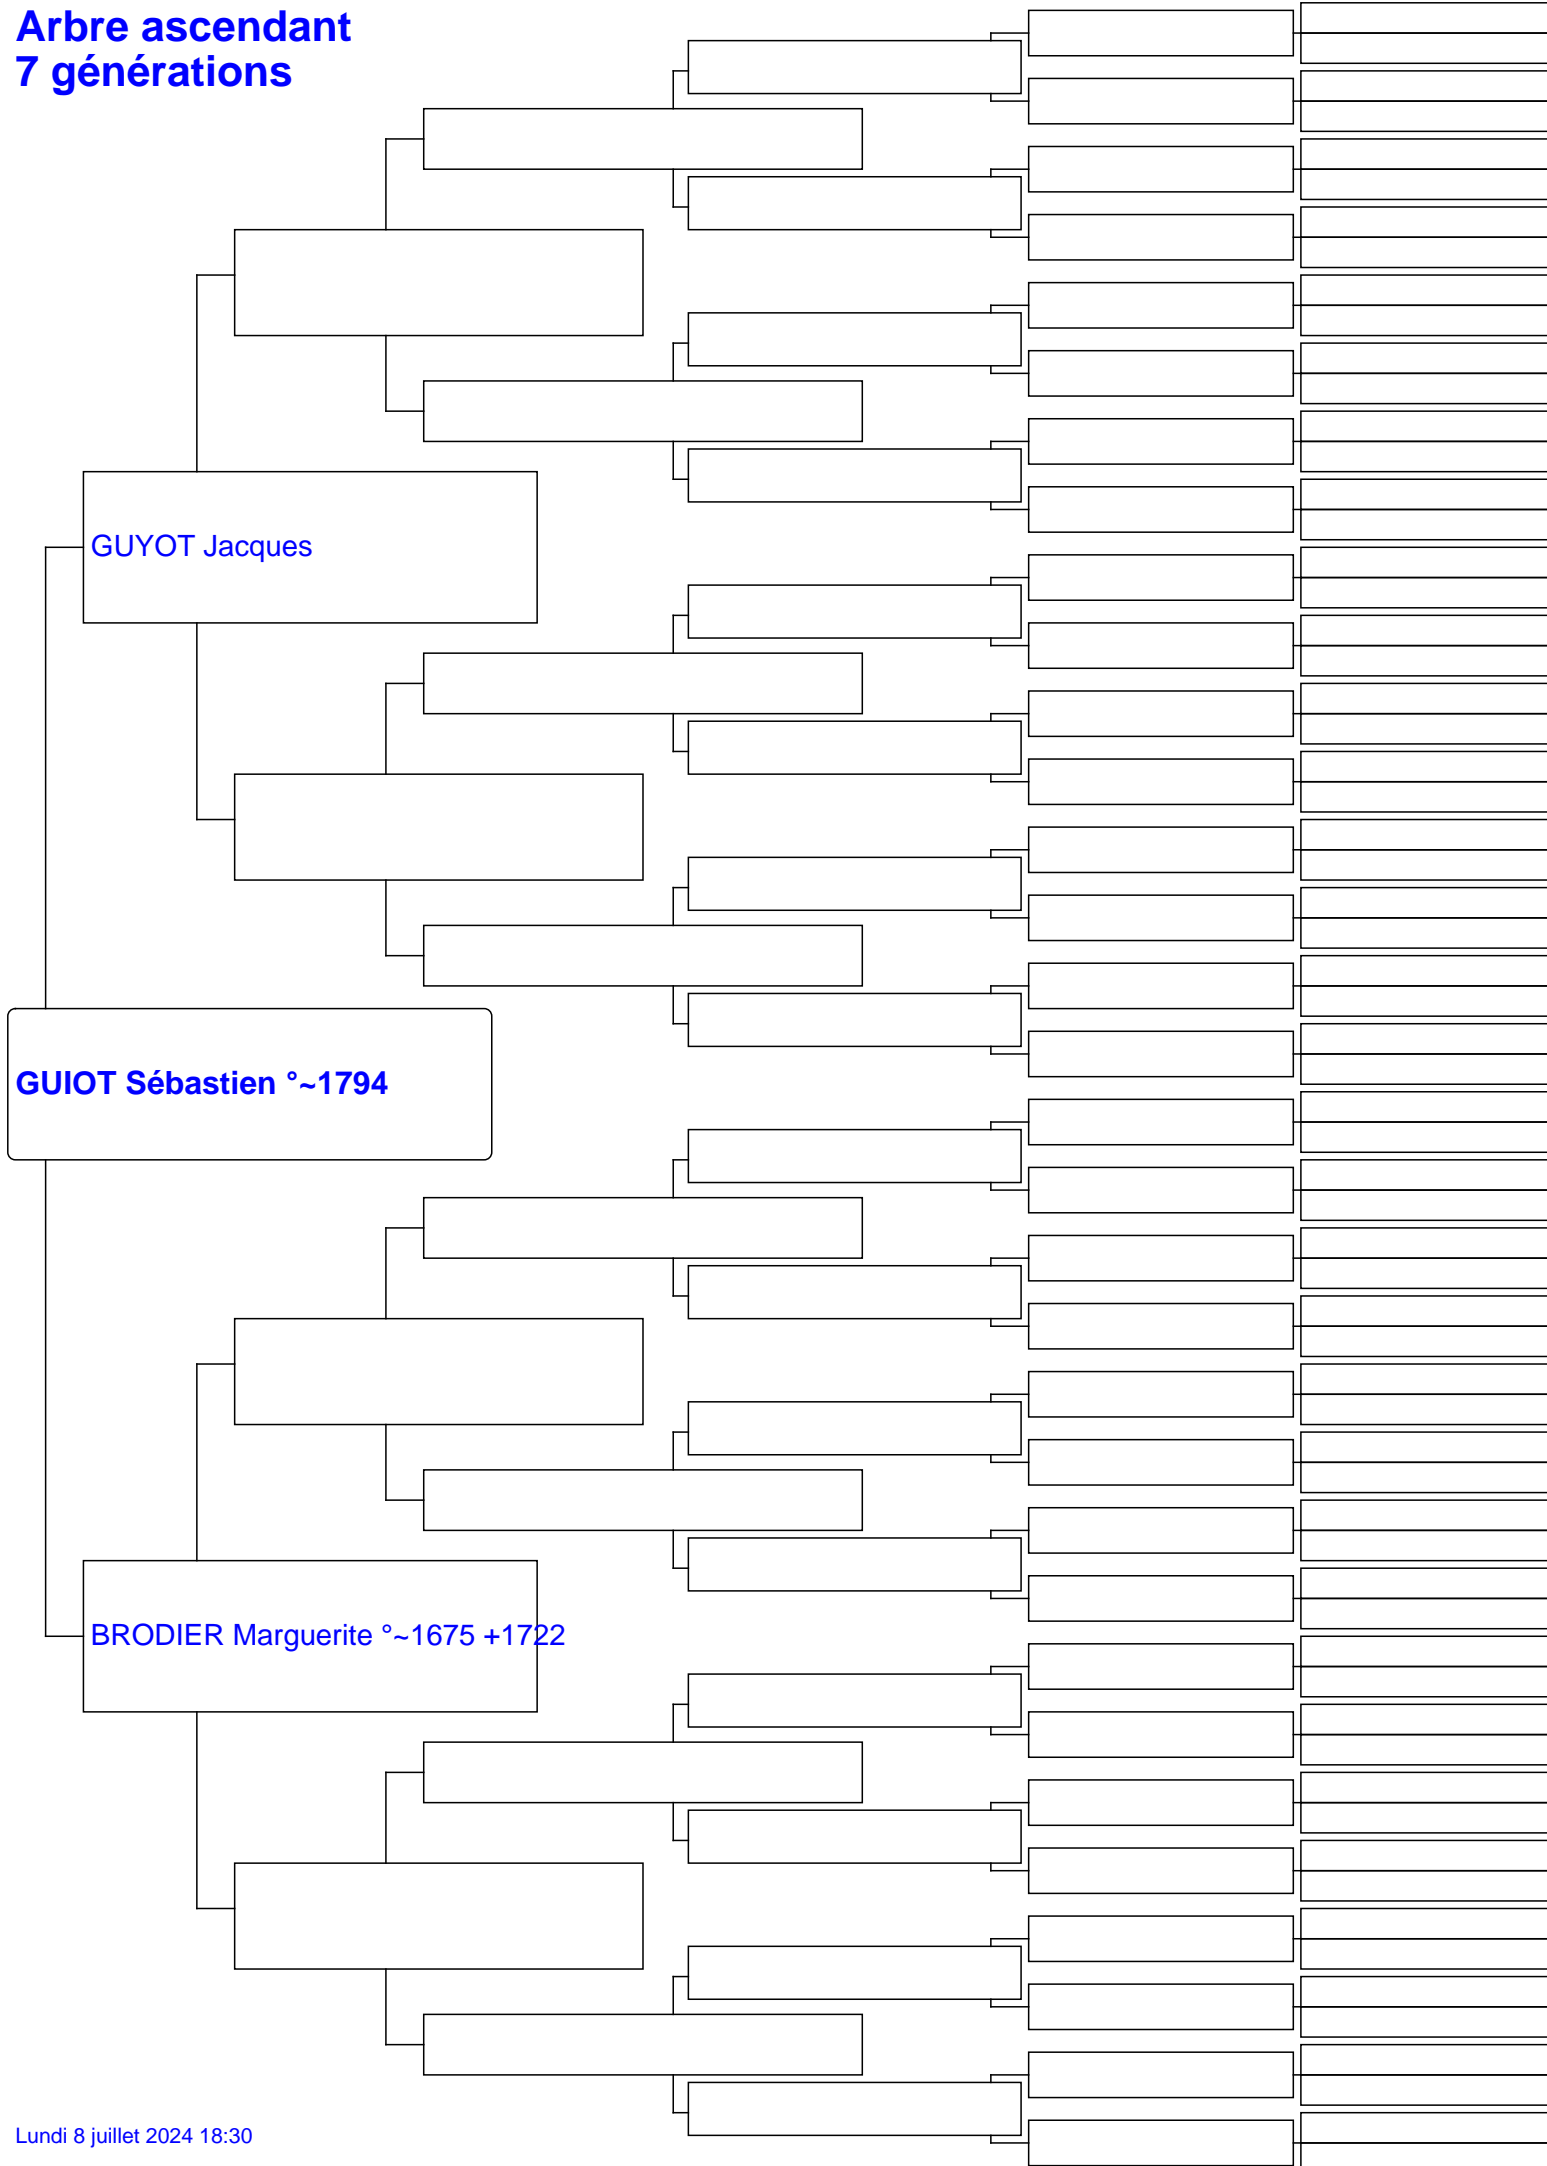 Arbre ascendant
7 générations
GUYOT Jacques
GUIOT Sébastien °~1794
BRODIER Marguerite °~1675 +1722
Lundi 8 juillet 2024 18:30